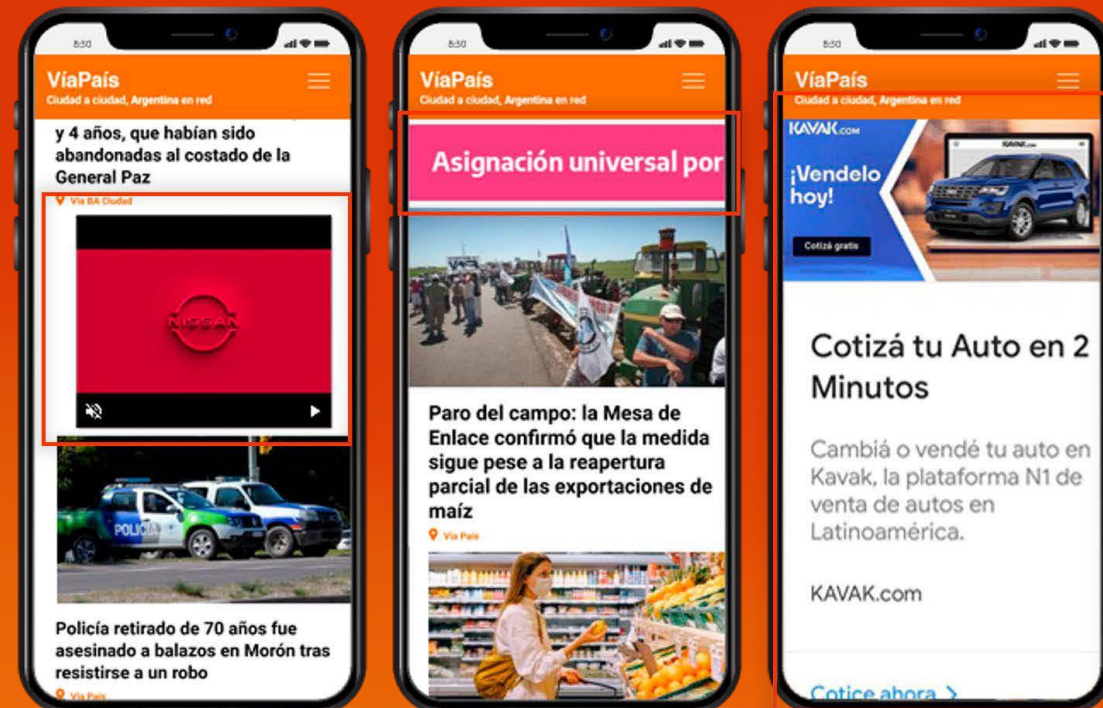 8:30
VíaPaís
Ciudad a ciudad, Argentina en red
y 4 años, que habían sido
abandonadas al costado de la
General Paz
Vía BA Ciudad
NISSAN
POLICIA
Policía retirado de 70 años fue
asesinado a balazos en Morón tras
resistirse a un robo
Vía País
8:30
VíaPaís
Ciudad a ciudad, Argentina en red
Asignación universal por
Paro del campo: la Mesa de
Enlace confirmó que la medida
sigue pese a la reapertura
parcial de las exportaciones de
maíz
Vía País
8:30
VíaPaís
Ciudad a ciudad, Argentina en red
KAVAK.COM
¡Vendelo
hoy!
Cotizá gratis
KAVAK.com
Cotizá tu Auto en 2
Minutos
Cambiá o vendé tu auto en
Kavak, la plataforma N1 de
venta de autos en
Latinoamérica.
KAVAK.com
Cotice ahora >